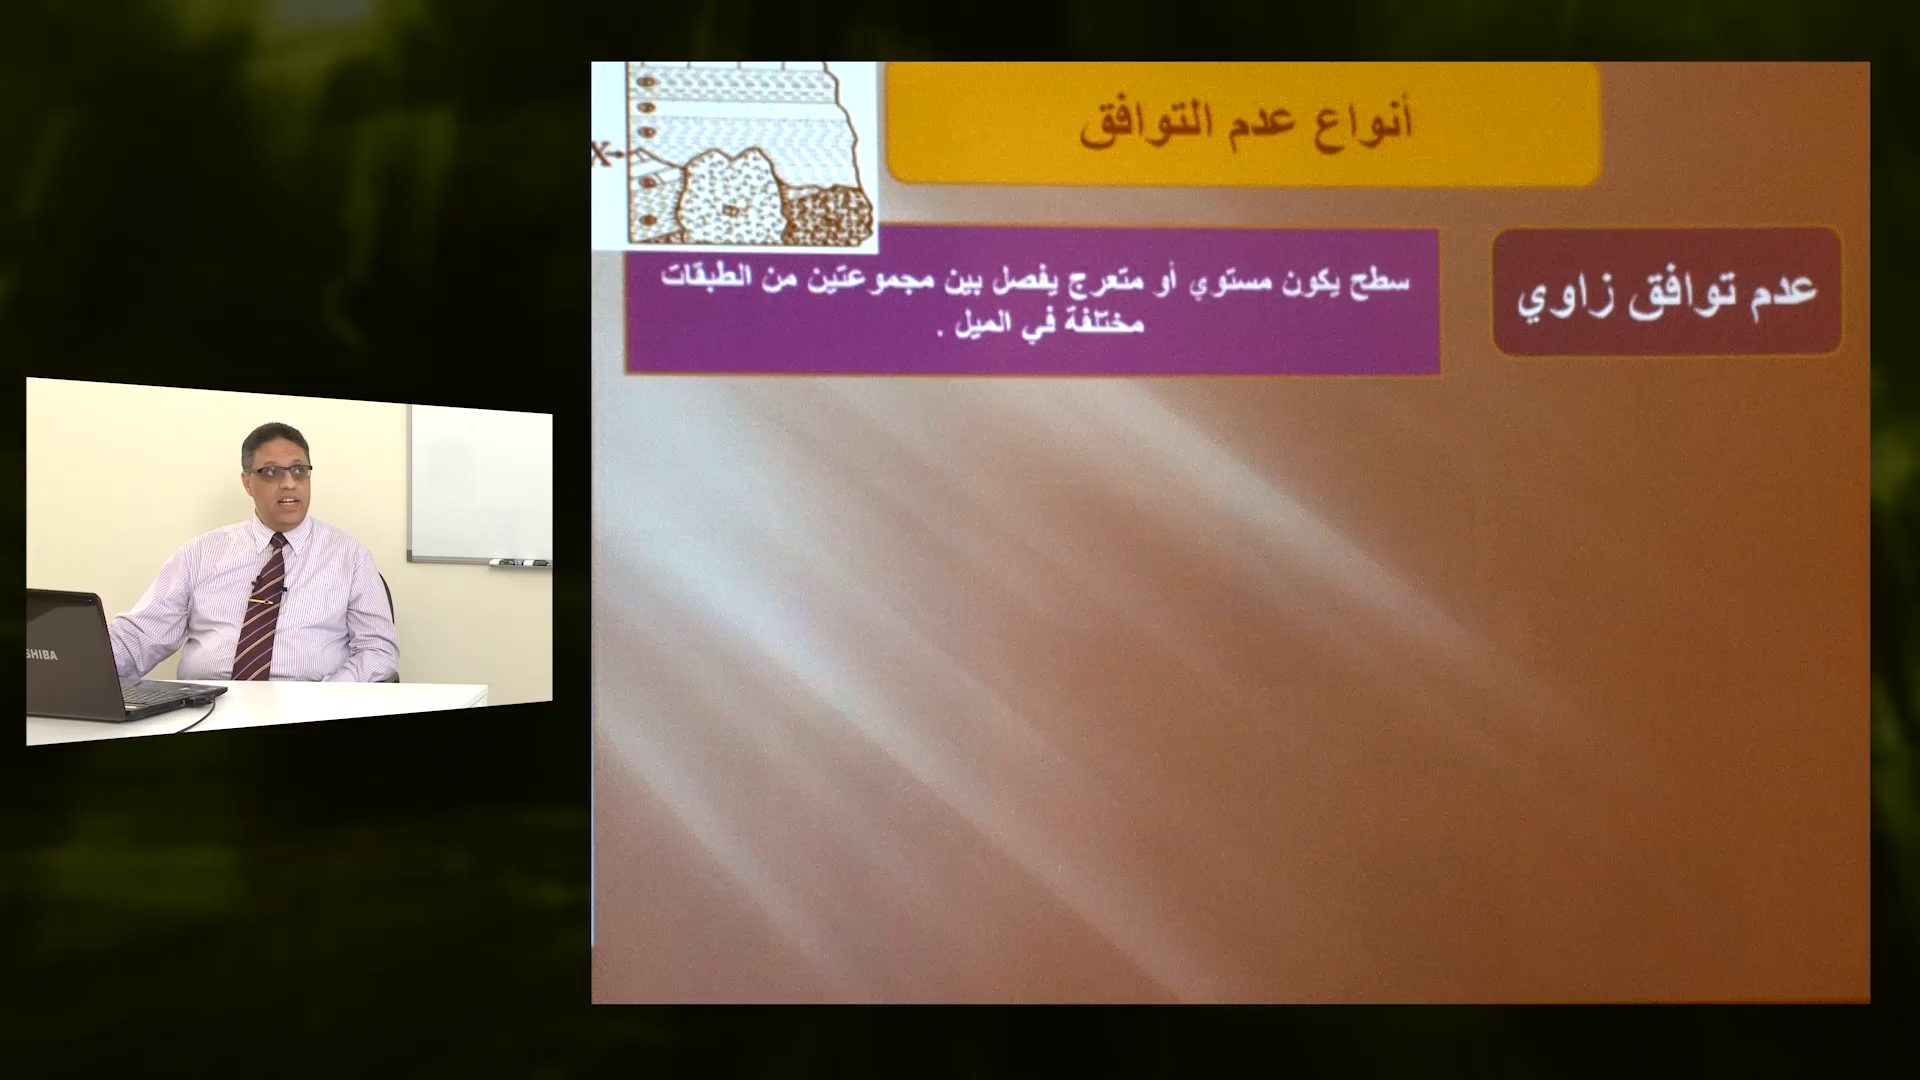 أنواع عدم التوافق
عدم توافق زاوي
سطح يكون مستوي أو متعرج يفصل بين مجموعتين من الطبقات
مختلفة في الميل .
X
SHIBA